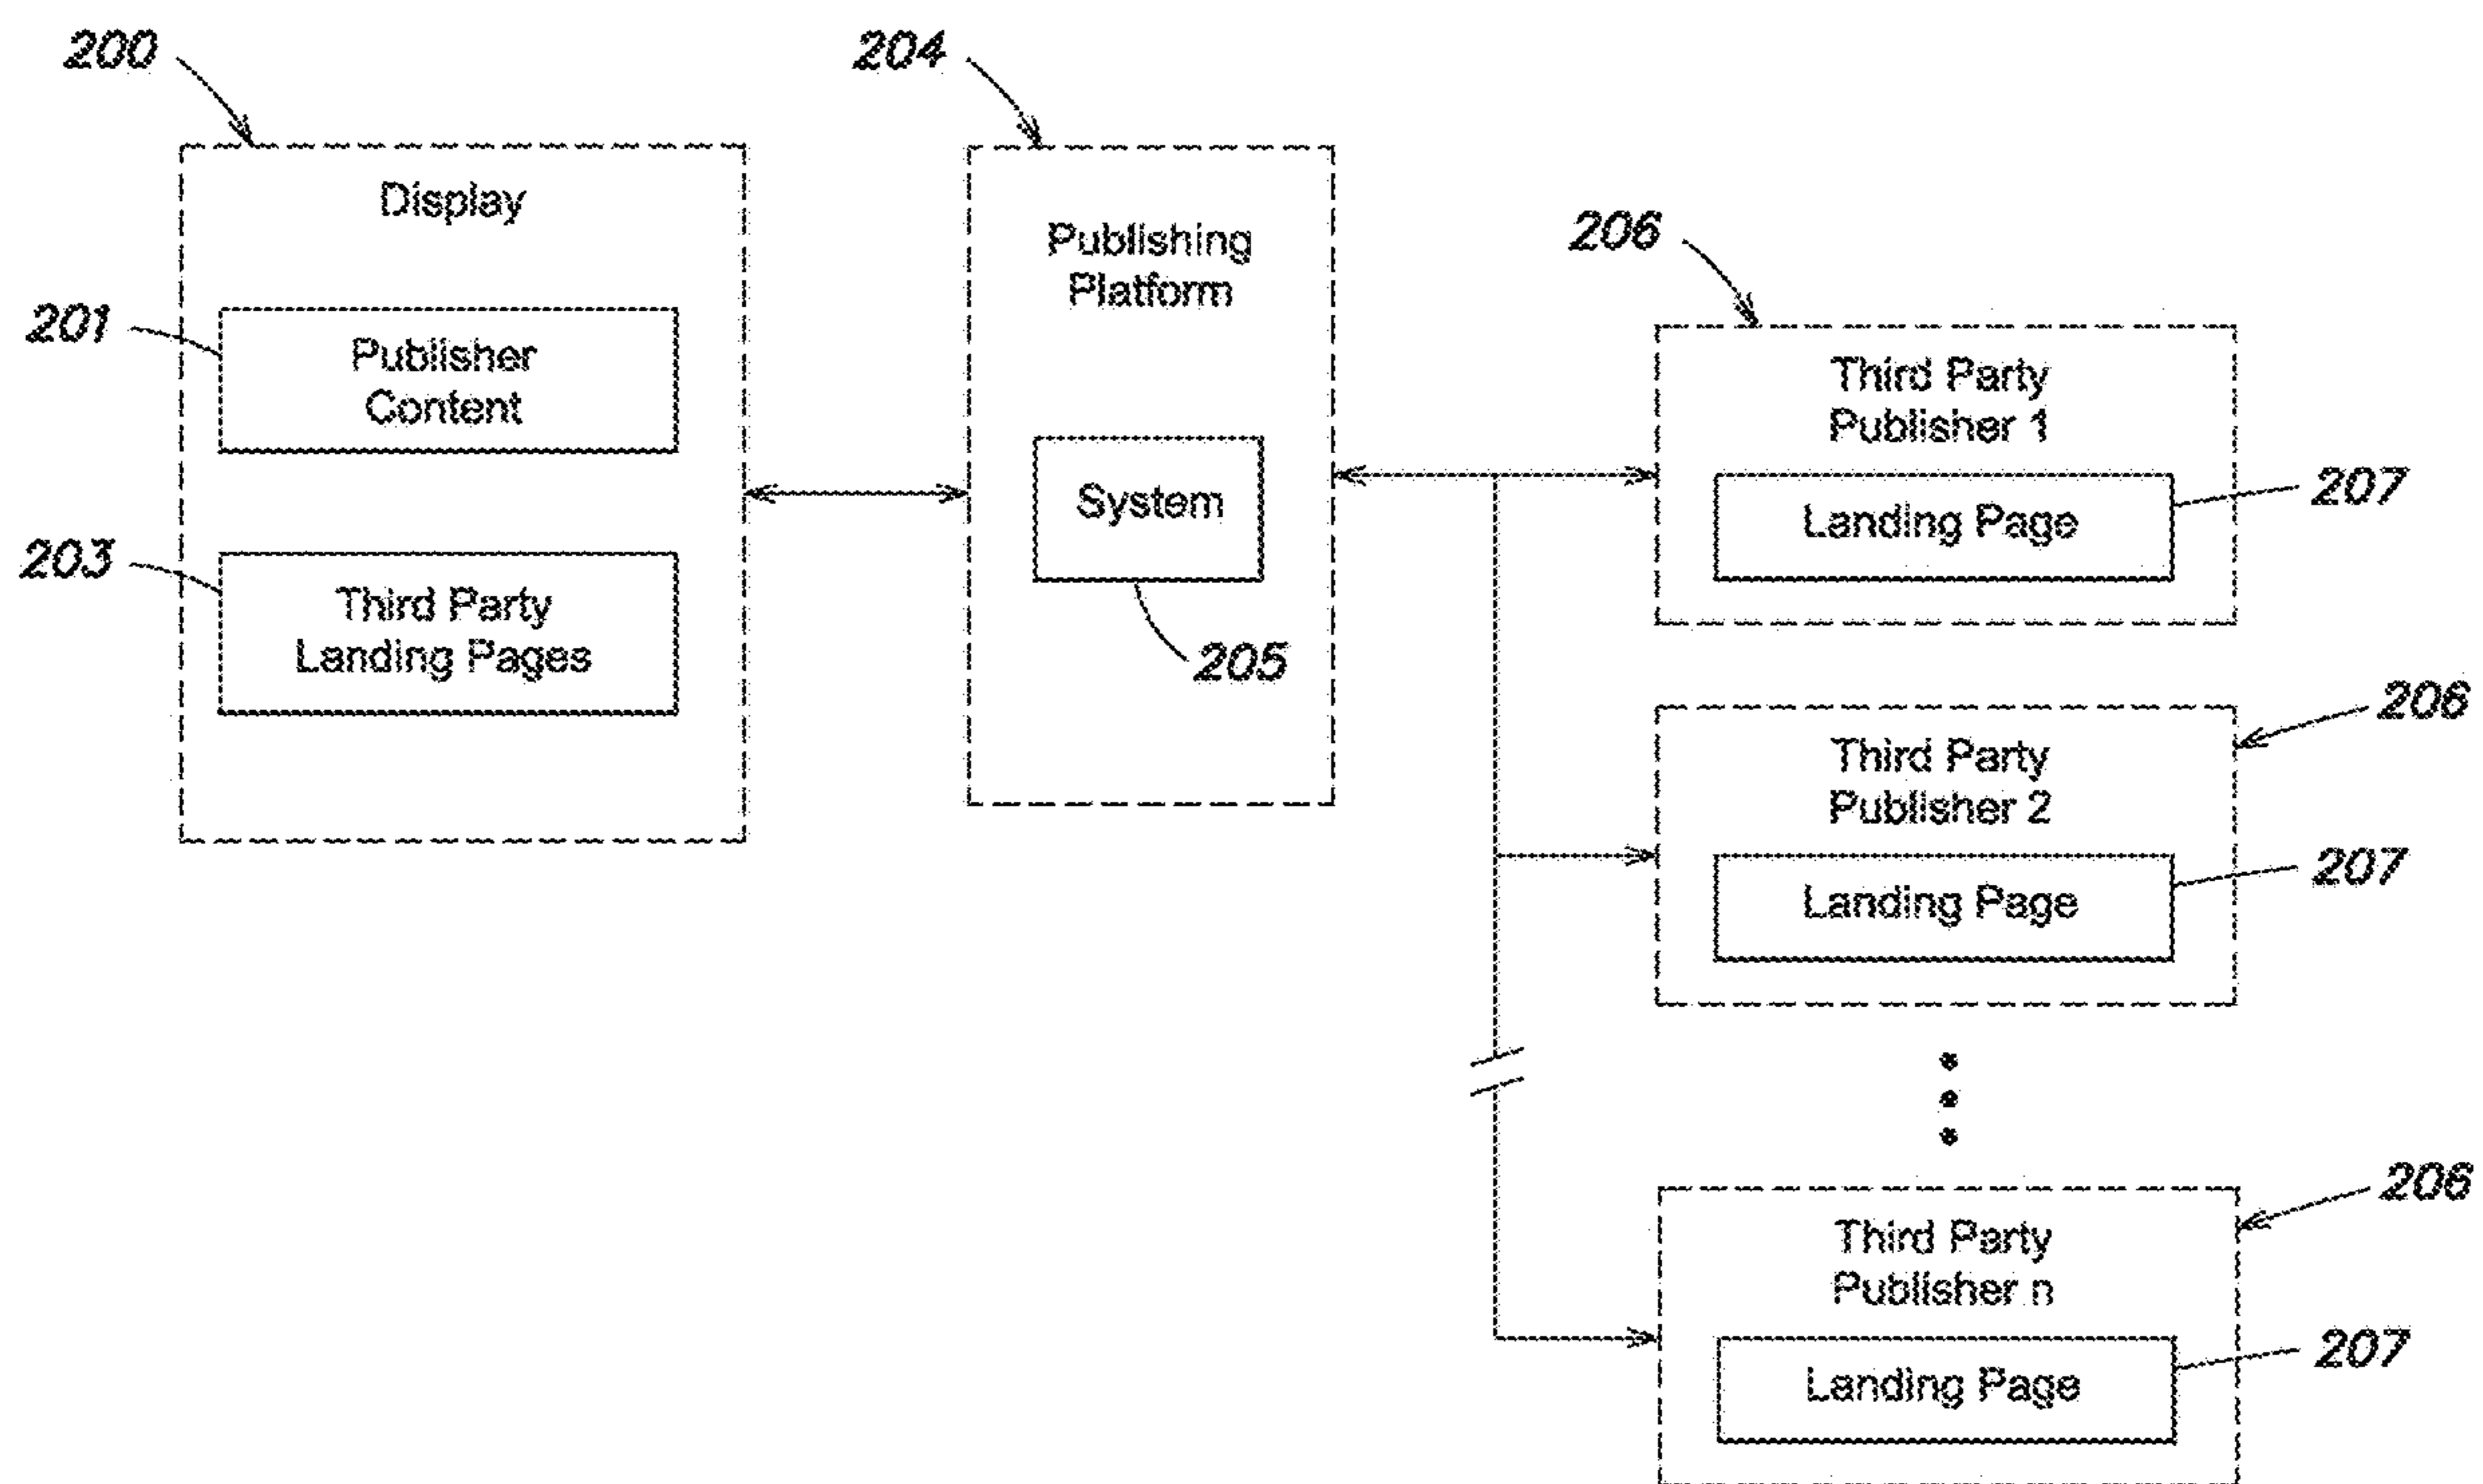 200
Display
201
Publisher
Content
203
Third Party
Landing Pages
204
Publishing
Platform
System
205
206
Third Party
Publisher 1
Landing Page
207
206
Third Party
Publisher 2
Landing Page
207
206
Third Party
Publisher n
Landing Page
207